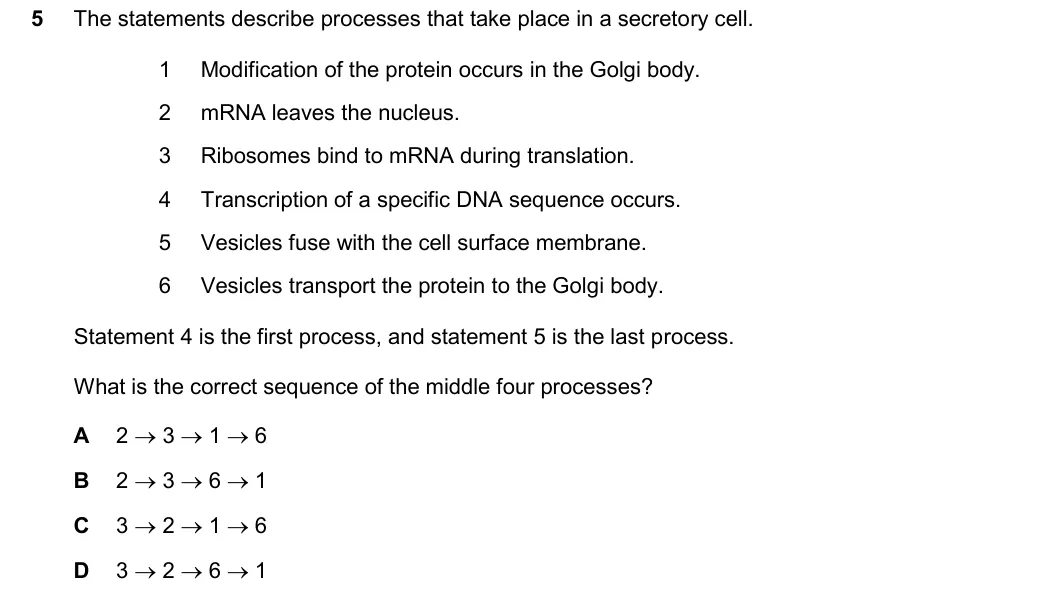 5 The statements describe processes that take place in a secretory cell.
1 Modification of the protein occurs in the Golgi body.
2 mRNA leaves the nucleus.
3 Ribosomes bind to mRNA during translation.
4 Transcription of a specific DNA sequence occurs.
5 Vesicles fuse with the cell surface membrane.
6 Vesicles transport the protein to the Golgi body.
Statement 4 is the first process, and statement 5 is the last process.
What is the correct sequence of the middle four processes?
A 2 → 3 → 1 → 6
B 2 → 3 → 6 → 1
C 3 → 2 → 1 → 6
D 3 → 2 → 6 → 1